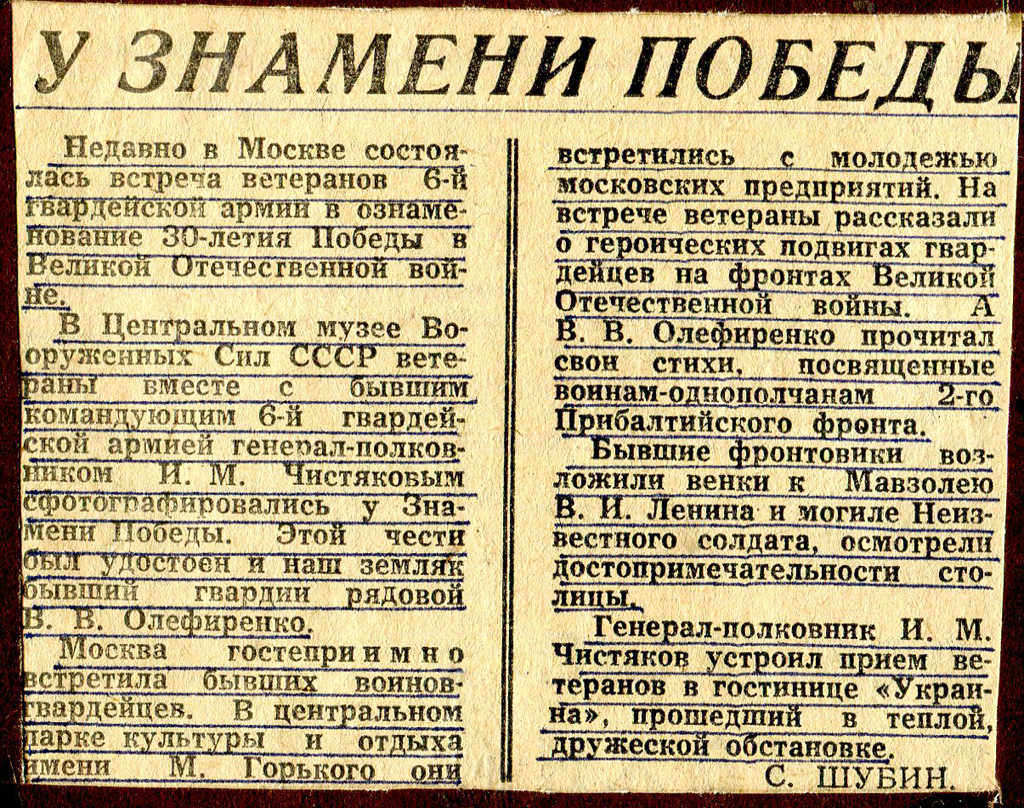 У ЗНАМЕНИ ПОБЕДЫ
Недавно в Москве состоя-
лась встреча ветеранов 6-й
гвардейской армии в ознаме-
нование 30-летия Победы в
Великой Отечественной вой-
не.
В Центральном музее Во-
оруженных Сил СССР вете-
раны вместе с бывшим
командующим 6-й гвардей-
ской армией генерал-полков-
ником И. М. Чистяковым
сфотографировались у Зна-
мени Победы. Этой чести
был удостоен и наш земляк
бывший гвардии рядовой
В. В. Олефиренко.
Москва гостеприимно
встретила бывших воинов-
гвардейцев. В центральном
парке культуры и отдыха
имени М. Горького они
встретились с молодежью
московских предприятий. На
встрече ветераны рассказали
о героических подвигах гвар-
дейцев на фронтах Великой
Отечественной войны. А
В. В. Олефиренко прочитал
свои стихи, посвященные
воинам-однополчанам 2-го
Прибалтийского фронта.
Бывшие фронтовики воз-
ложили венки к Мавзолею
В. И. Ленина и могиле Неиз-
вестного солдата, осмотрели
достопримечательности сто-
лицы.
Генерал-полковник И. М.
Чистяков устроил прием ве-
теранов в гостинице «Украи-
на», прошедший в теплой,
дружеской обстановке.
С. ШУБИН.